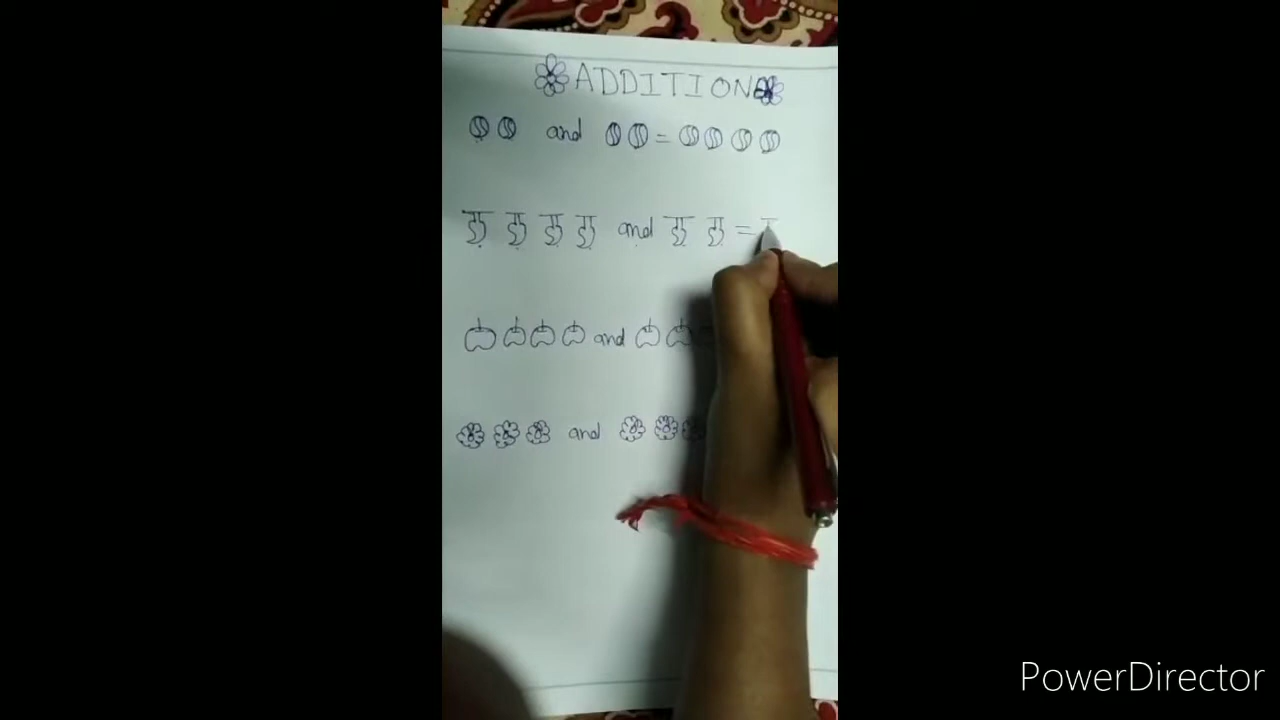 ADDITION
and =
and =
and
and
PowerDirector